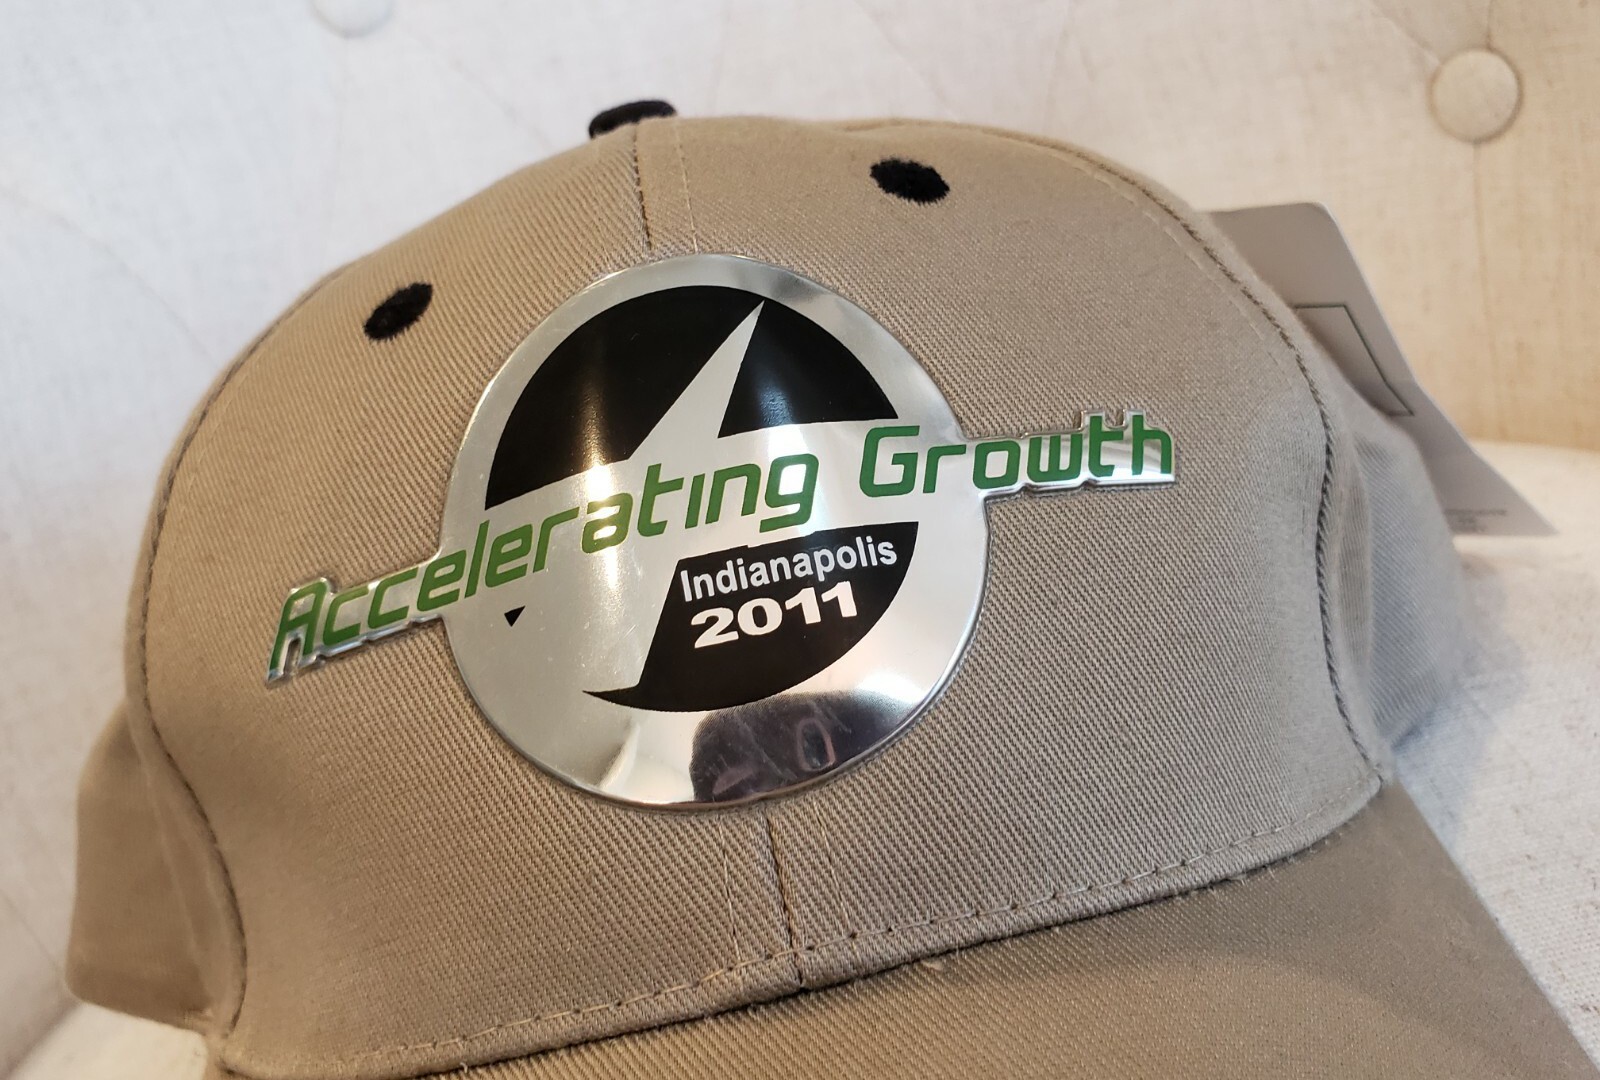 Accelerating Growth
Indianapolis
2011